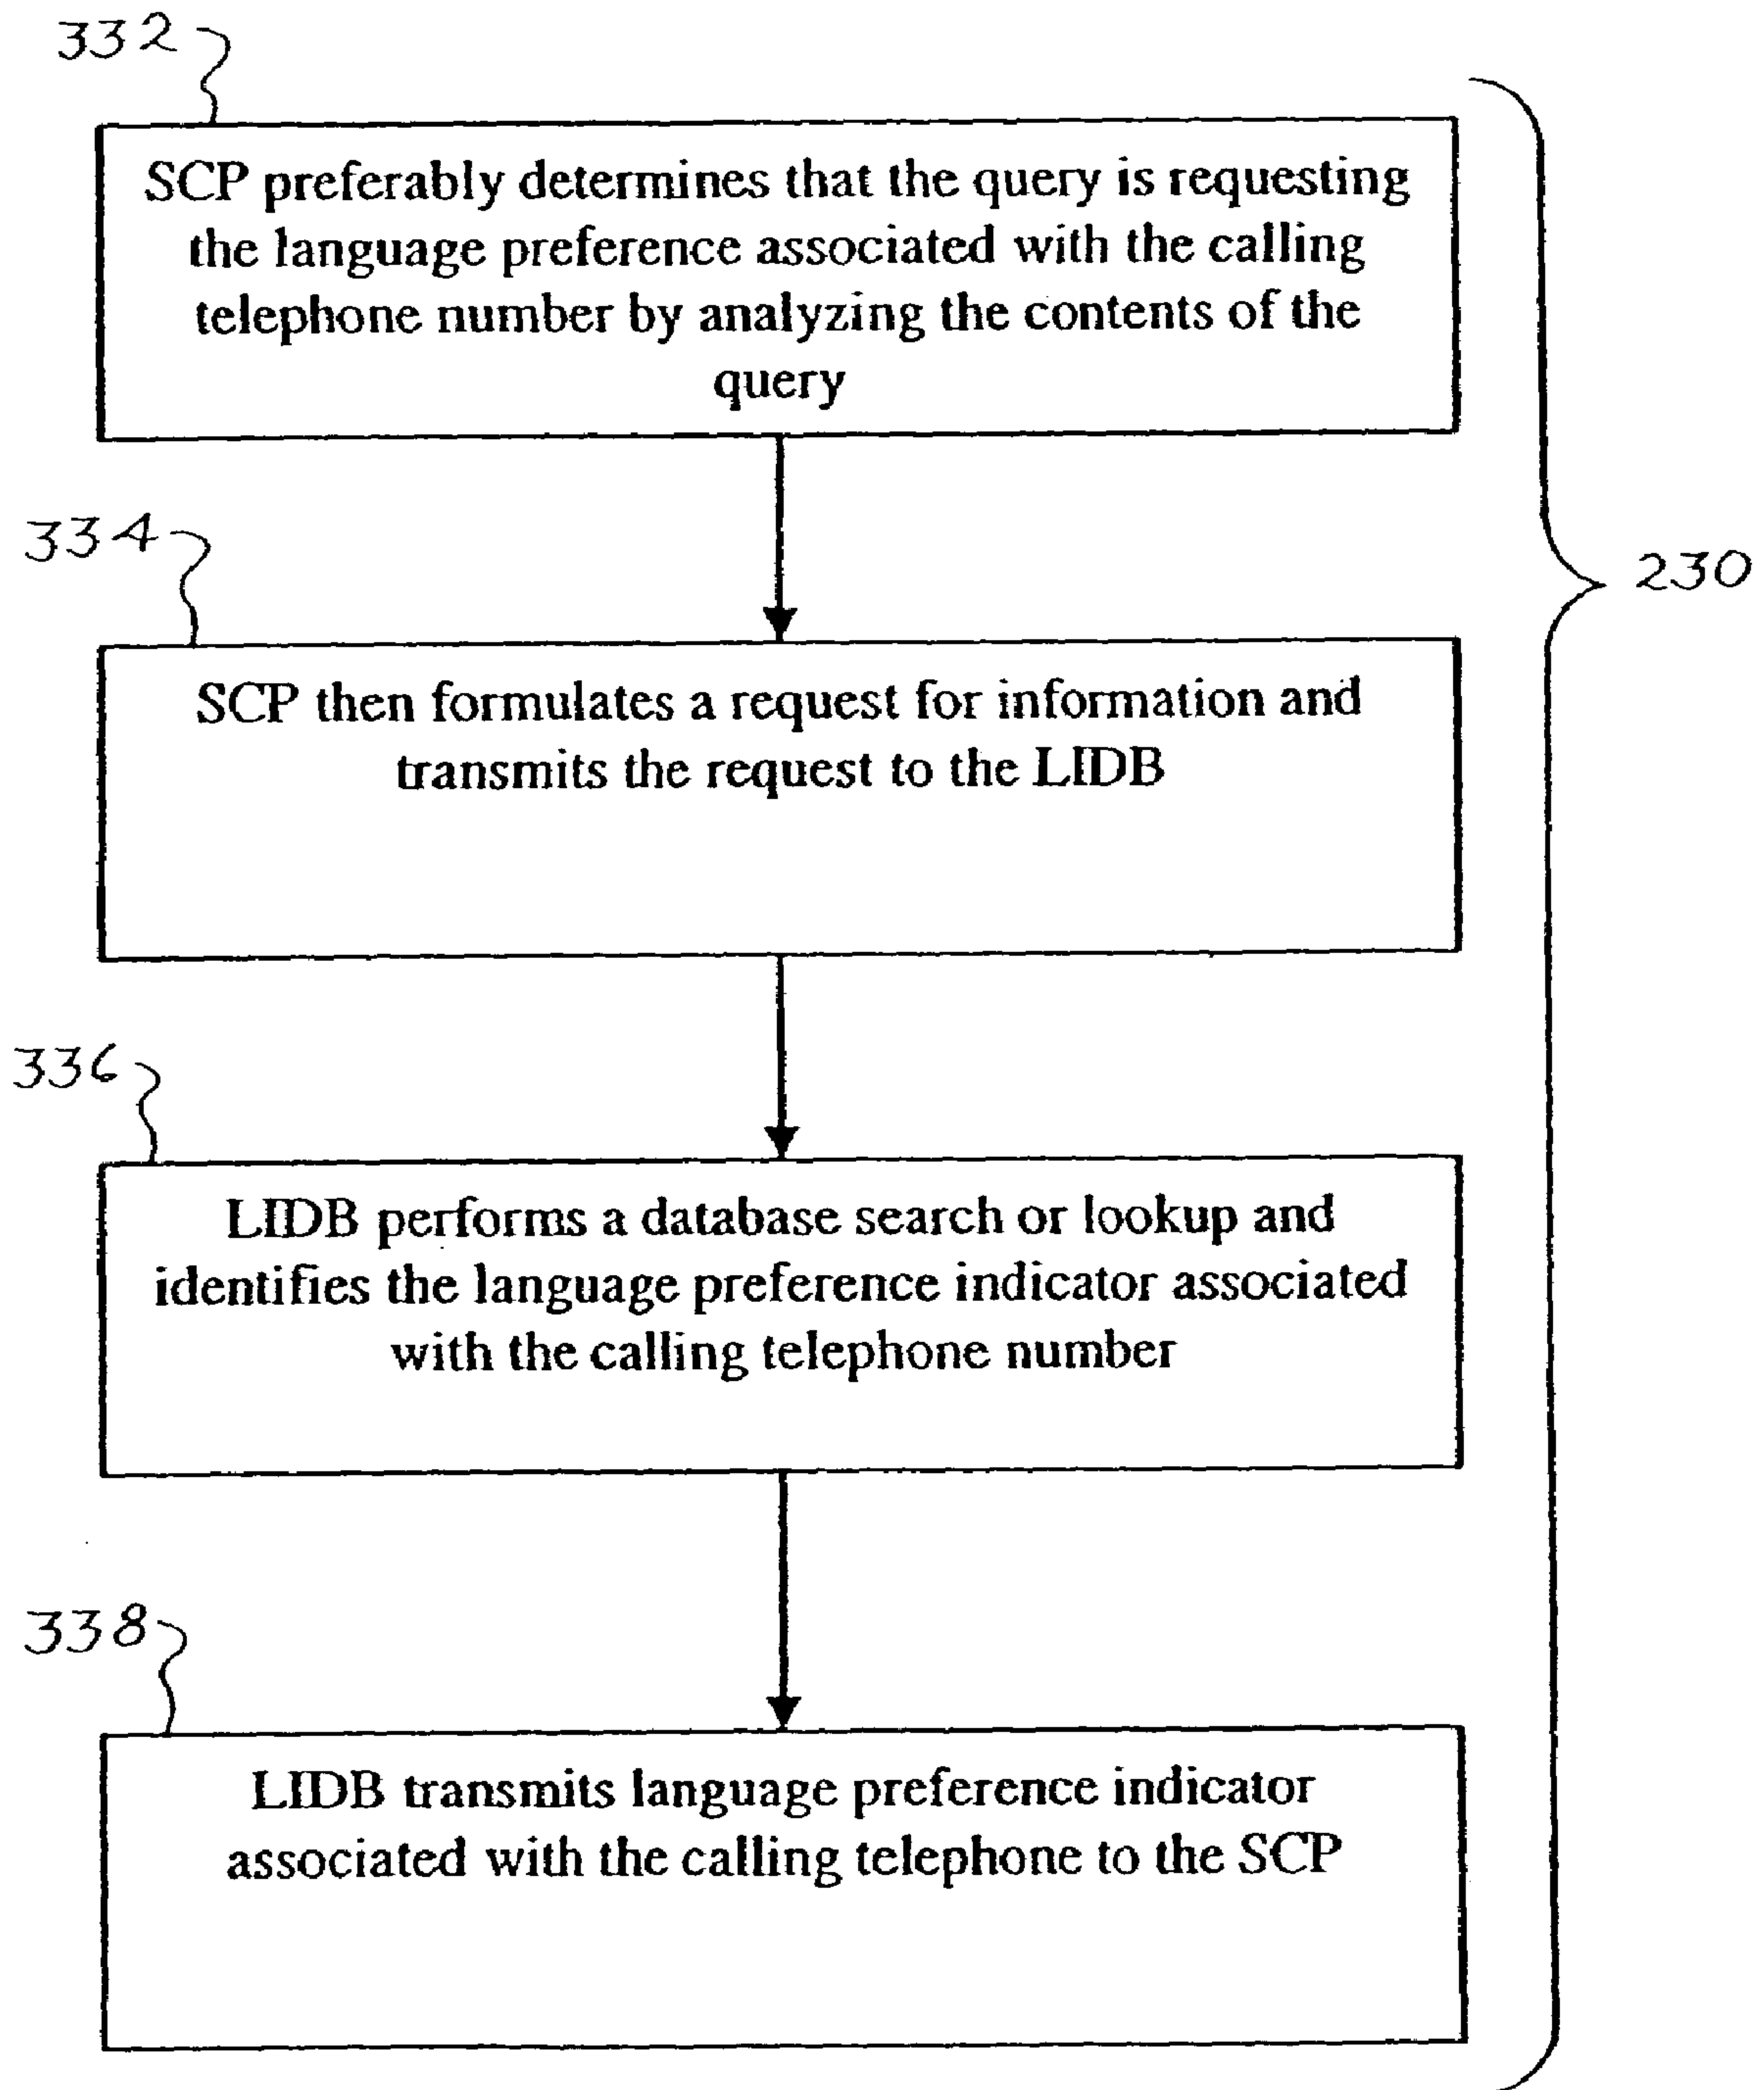 332
SCP preferably determines that the query is requesting
the language preference associated with the calling
telephone number by analyzing the contents of the
query
334
230
SCP then formulates a request for information and
transmits the request to the LIDB
336
LIDB performs a database search or lookup and
identifies the language preference indicator associated
with the calling telephone number
338
LIDB transmits language preference indicator
associated with the calling telephone to the SCP